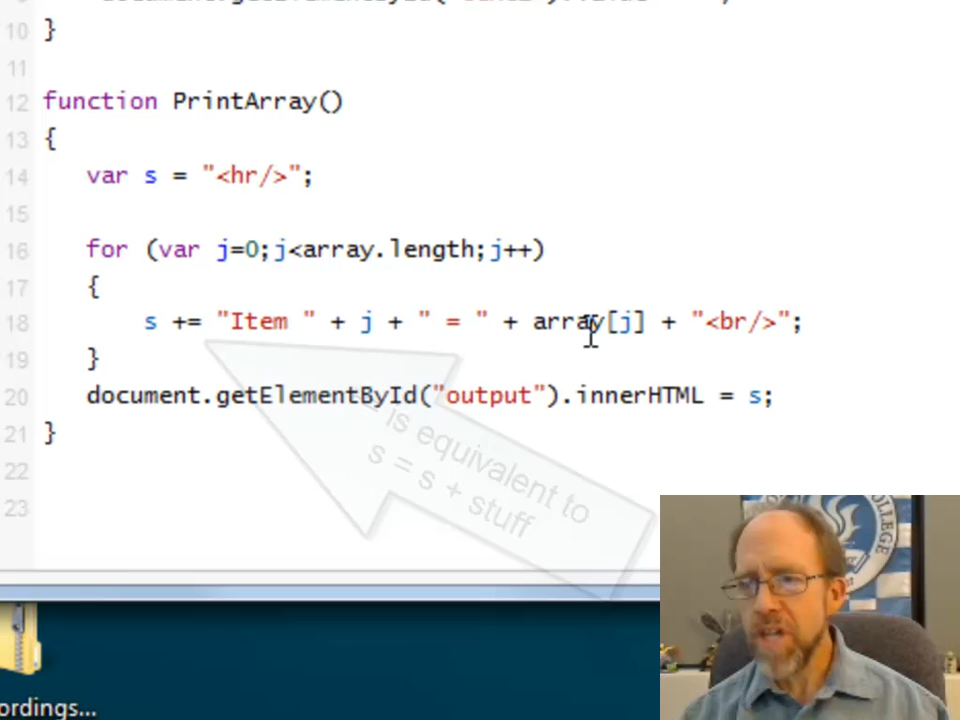 10 }
11
12 function PrintArray()
13 {
14 var s = "<hr/>";
15
16 for (var j=0;j<array.length;j++)
17 {
18 s += "Item " + j + " = " + array[j] + "<br/>";
19 }
20 document.getElementById("output").innerHTML = s;
21 }
22
23
is equivalent to
s = s + stuff
LLEGE
ordings...